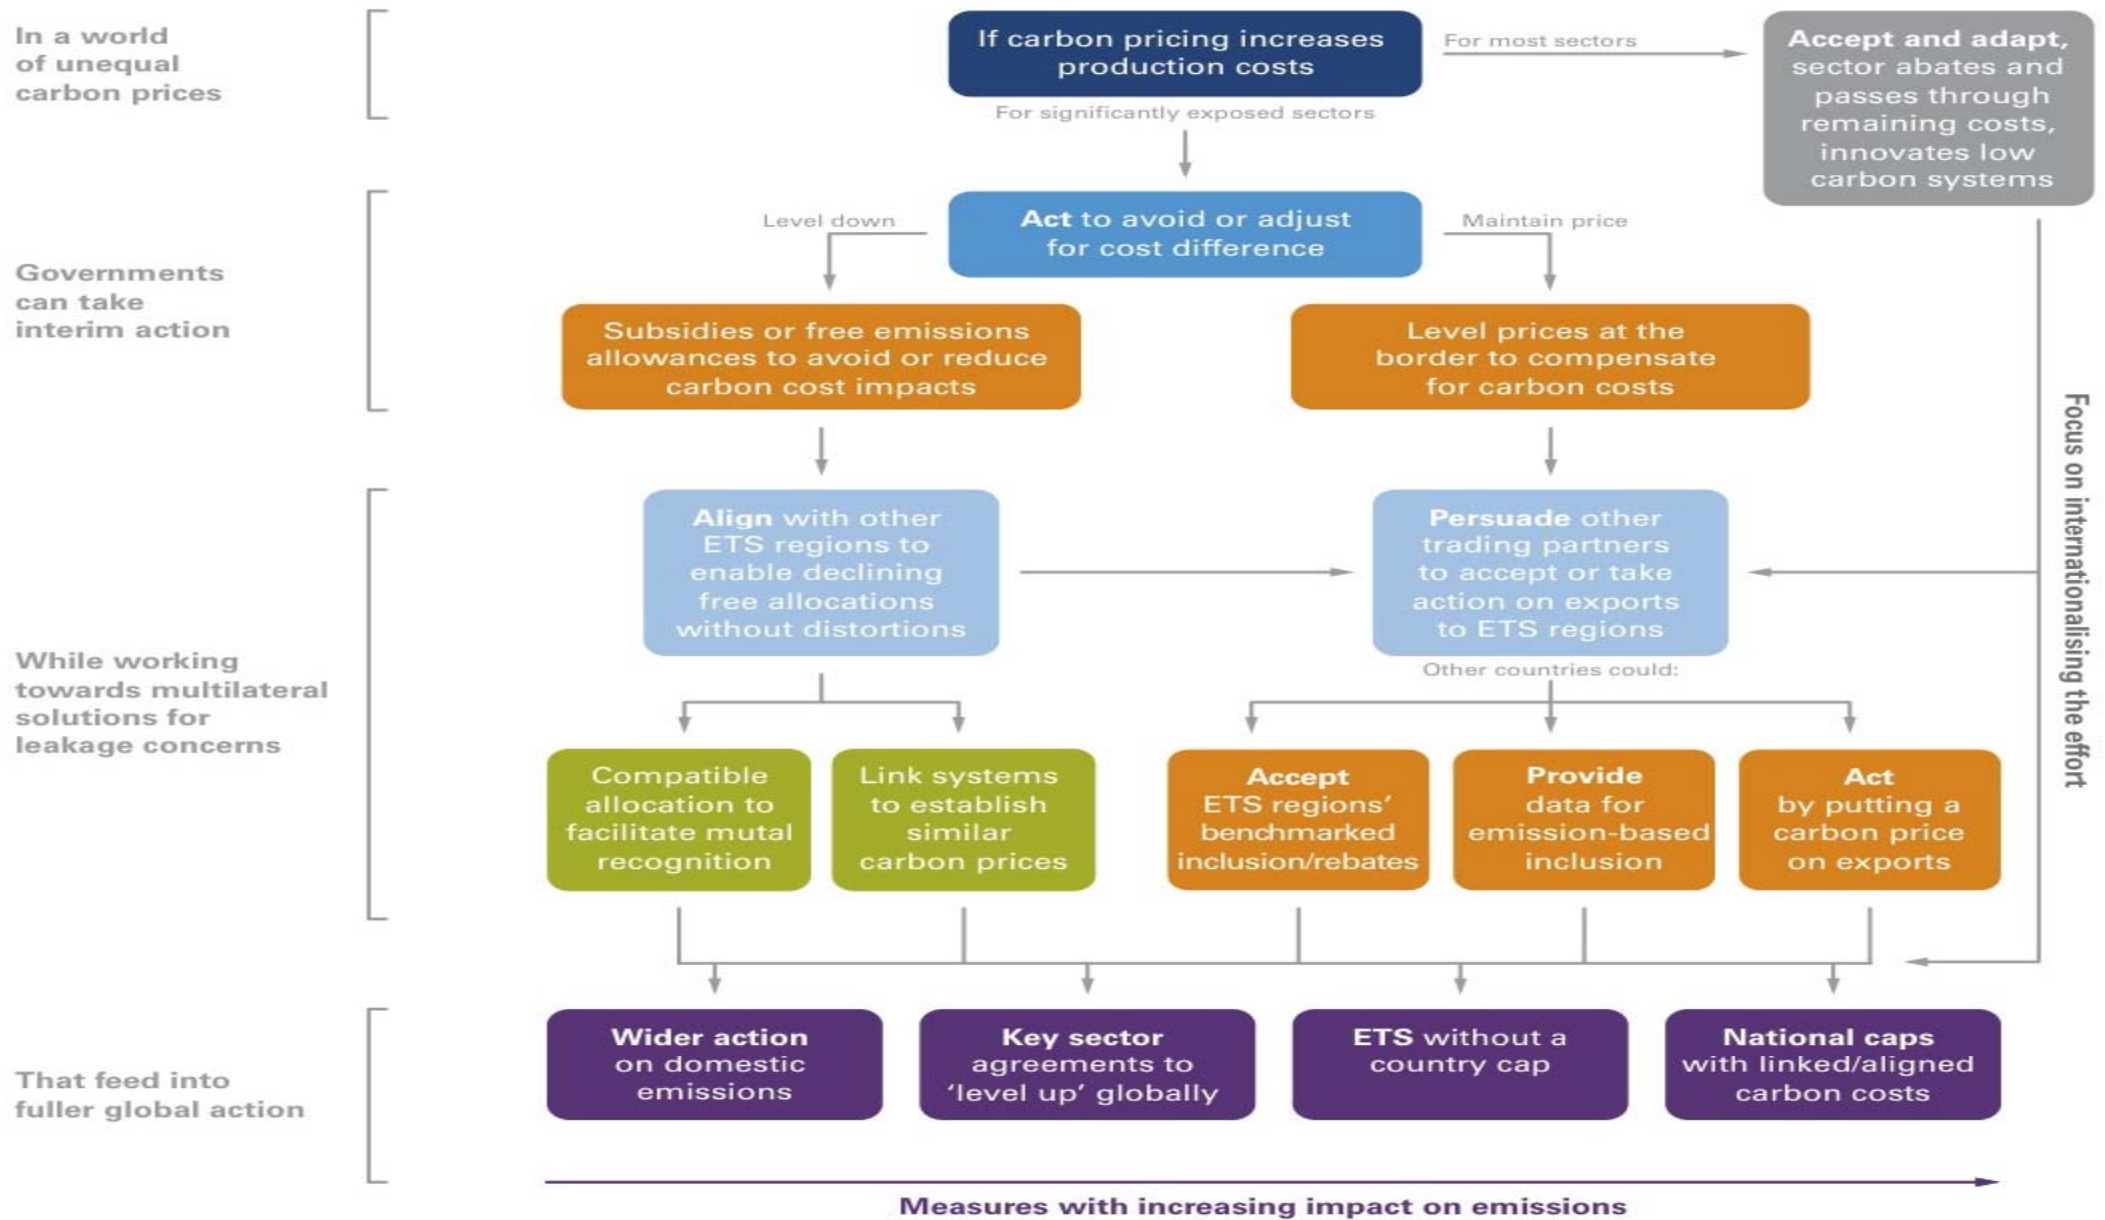 In a world
of unequal
carbon prices
If carbon pricing increases
production costs
For most sectors
Accept and adapt,
sector abates and
passes through
remaining costs,
innovates low
carbon systems
For significantly exposed sectors
Governments
can take
interim action
Level down
Act to avoid or adjust
for cost difference
Maintain price
Subsidies or free emissions
allowances to avoid or reduce
carbon cost impacts
Level prices at the
border to compensate
for carbon costs
Focus on internationalising the effort
While working
towards multilateral
solutions for
leakage concerns
Align with other
ETS regions to
enable declining
free allocations
without distortions
Persuade other
trading partners
to accept or take
action on exports
to ETS regions
Other countries could:
Compatible
allocation to
facilitate mutal
recognition
Link systems
to establish
similar
carbon prices
Accept
ETS regions’
benchmarked
inclusion/rebates
Provide
data for
emission-based
inclusion
Act
by putting a
carbon price
on exports
That feed into
fuller global action
Wider action
on domestic
emissions
Key sector
agreements to
‘level up’ globally
ETS without a
country cap
National caps
with linked/aligned
carbon costs
Measures with increasing impact on emissions